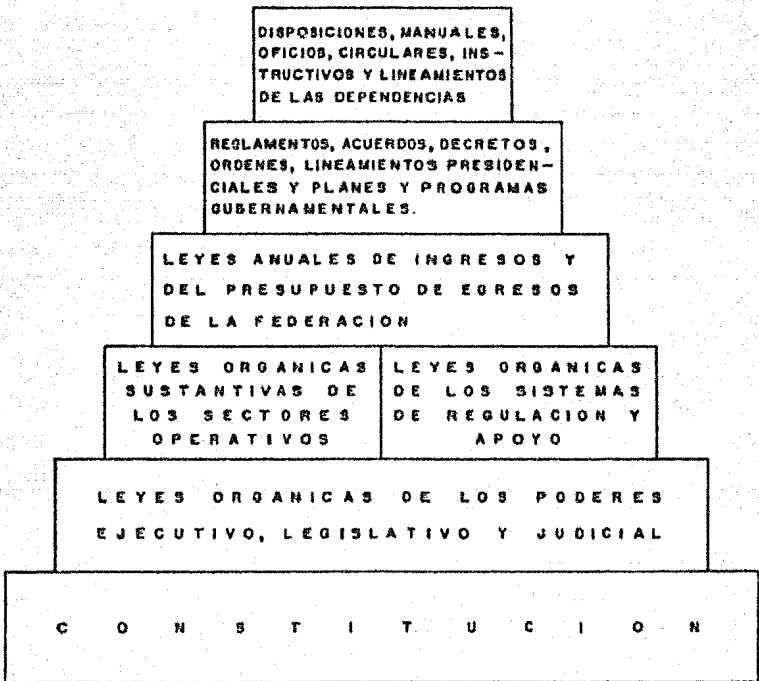 DISPOSICIONES, MANUALES,
OFICIOS, CIRCULARES, INS-
TRUCTIVOS Y LINEAMIENTOS
DE LAS DEPENDENCIAS
REGLAMENTOS, ACUERDOS, DECRETOS,
ORDENES, LINEAMIENTOS PRESIDEN-
CIALES Y PLANES Y PROGRAMAS
GUBERNAMENTALES.
LEYES ANUALES DE INGRESOS Y
DEL PRESUPUESTO DE EGRESOS
DE LA FEDERACION
LEYES ORGANICAS
SUSTANTIVAS DE
LOS SECTORES
OPERATIVOS
LEYES ORGANICAS
DE LOS SISTEMAS
DE REGULACION Y
APOYO
LEYES ORGANICAS DE LOS PODERES
EJECUTIVO, LEGISLATIVO Y JUDICIAL
CONSTITUCION